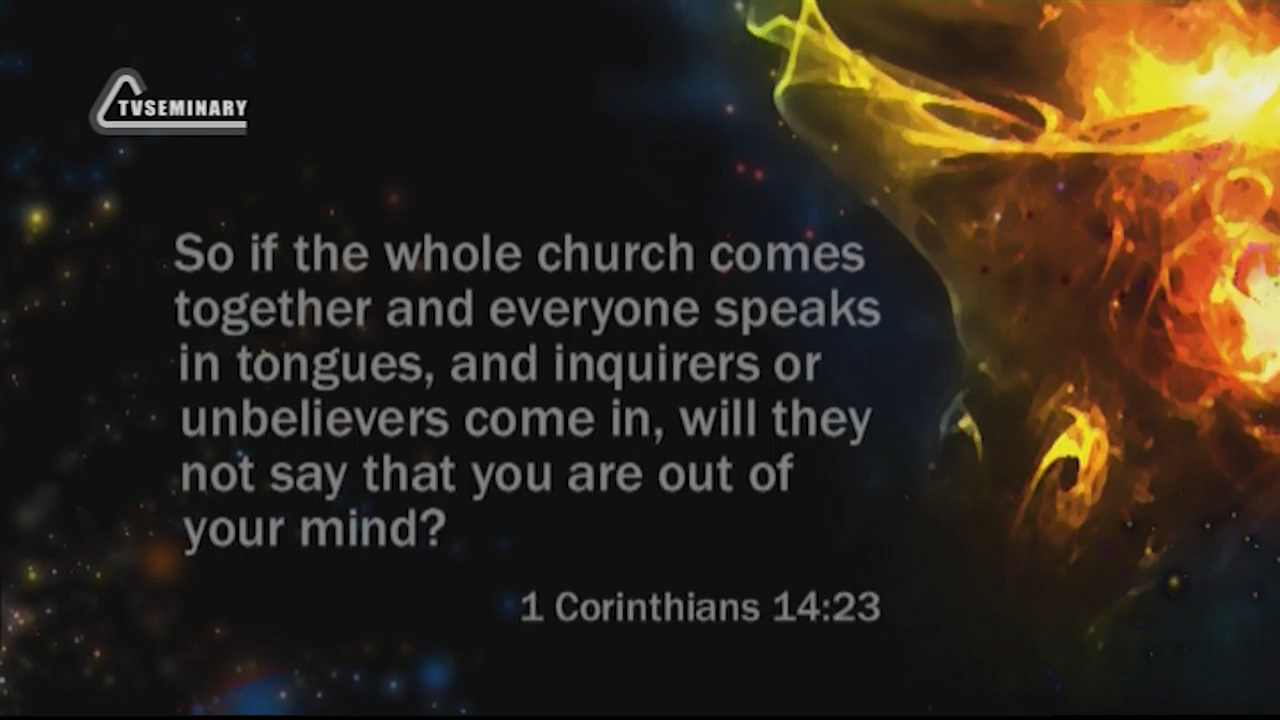 TVSEMINARY
So if the whole church comes
together and everyone speaks
in tongues, and inquirers or
unbelievers come in, will they
not say that you are out of
your mind?
1 Corinthians 14:23